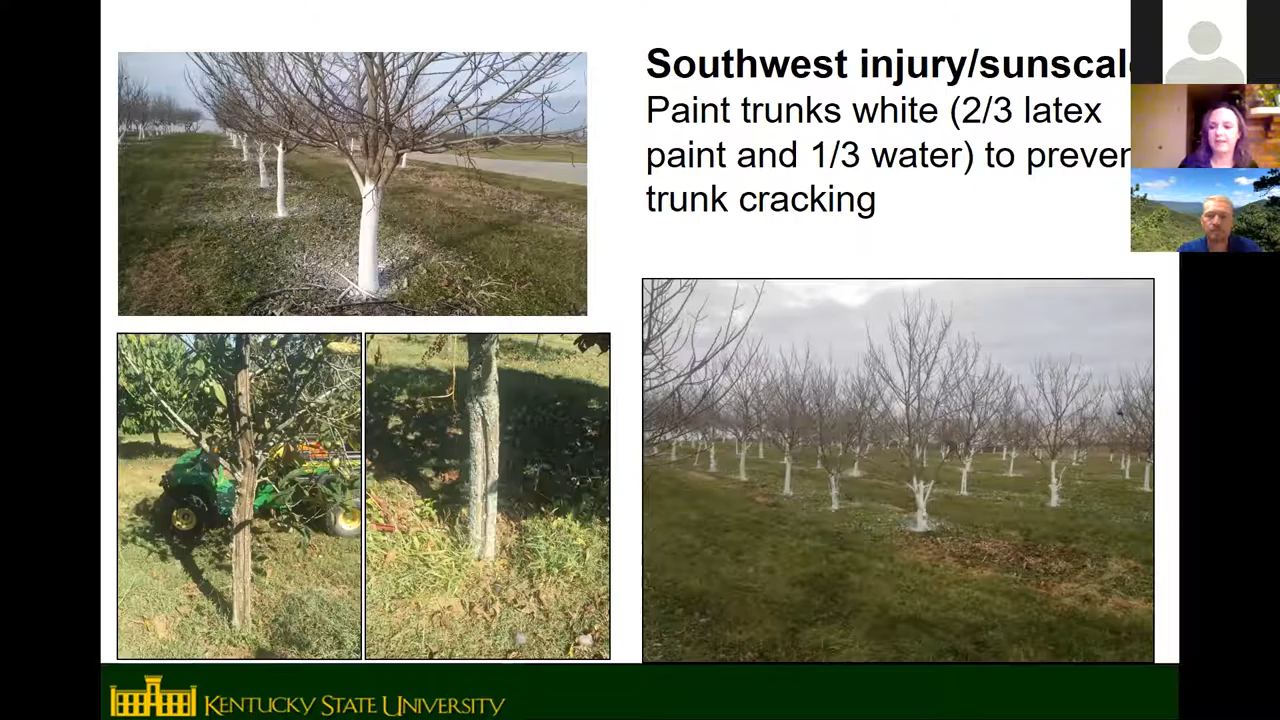 Southwest injury/sunscal
Paint trunks white (2/3 latex
paint and 1/3 water) to preven
trunk cracking
KENTUCKY STATE UNIVERSITY